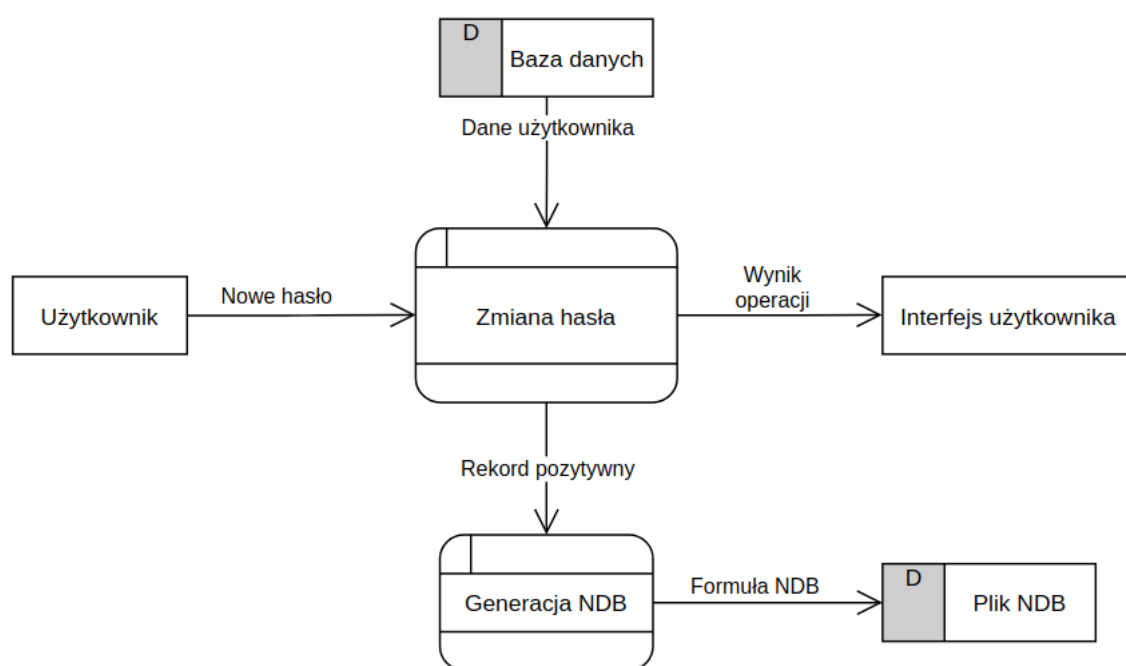 D
Baza danych
Dane użytkownika
Użytkownik
Nowe hasło
Zmiana hasła
Wynik
operacji
Interfejs użytkownika
Rekord pozytywny
Generacja NDB
Formuła NDB
D
Plik NDB